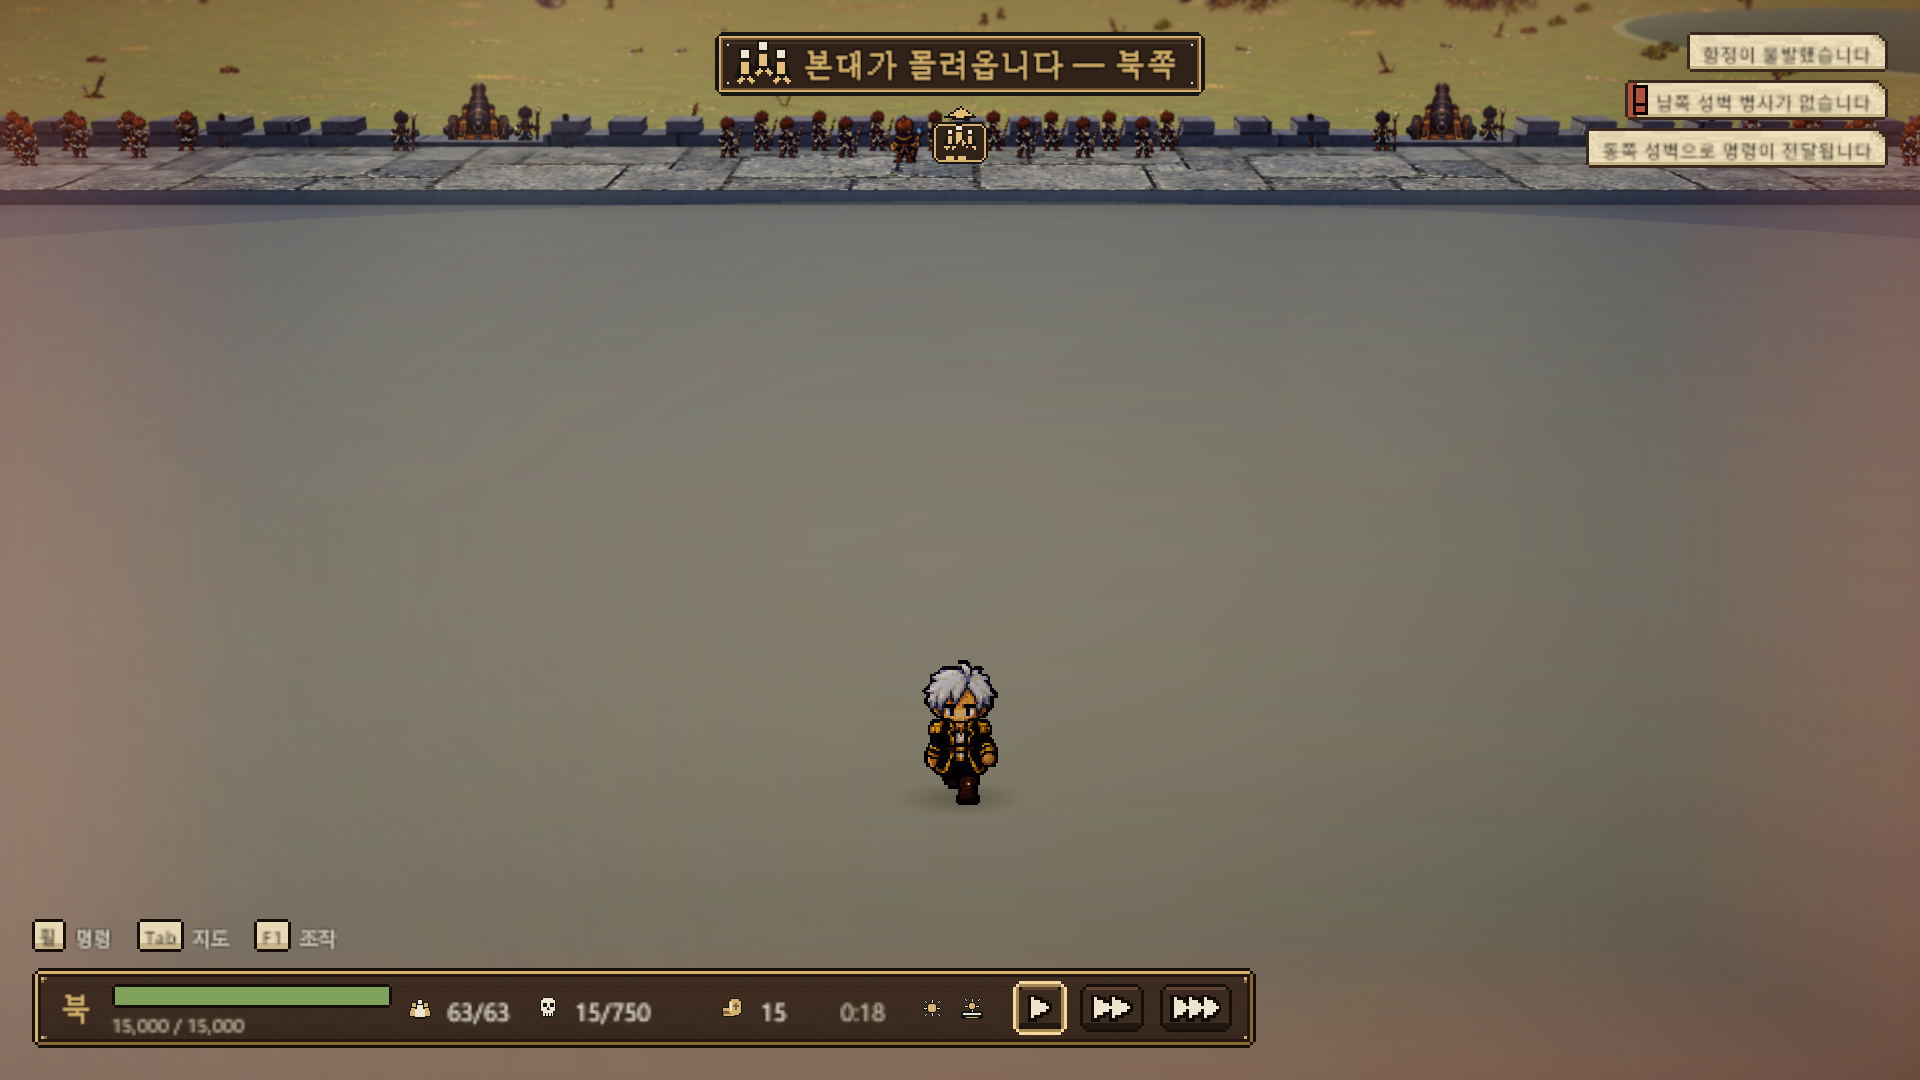 본대가 몰려옵니다 — 북쪽
함정이 불발했습니다
남쪽 성벽 병사가 없습니다
동쪽 성벽으로 명령이 전달됩니다
휠 명령 Tab 지도 F1 조작
북 63/63 15/750 15 0:18
15,000 / 15,000